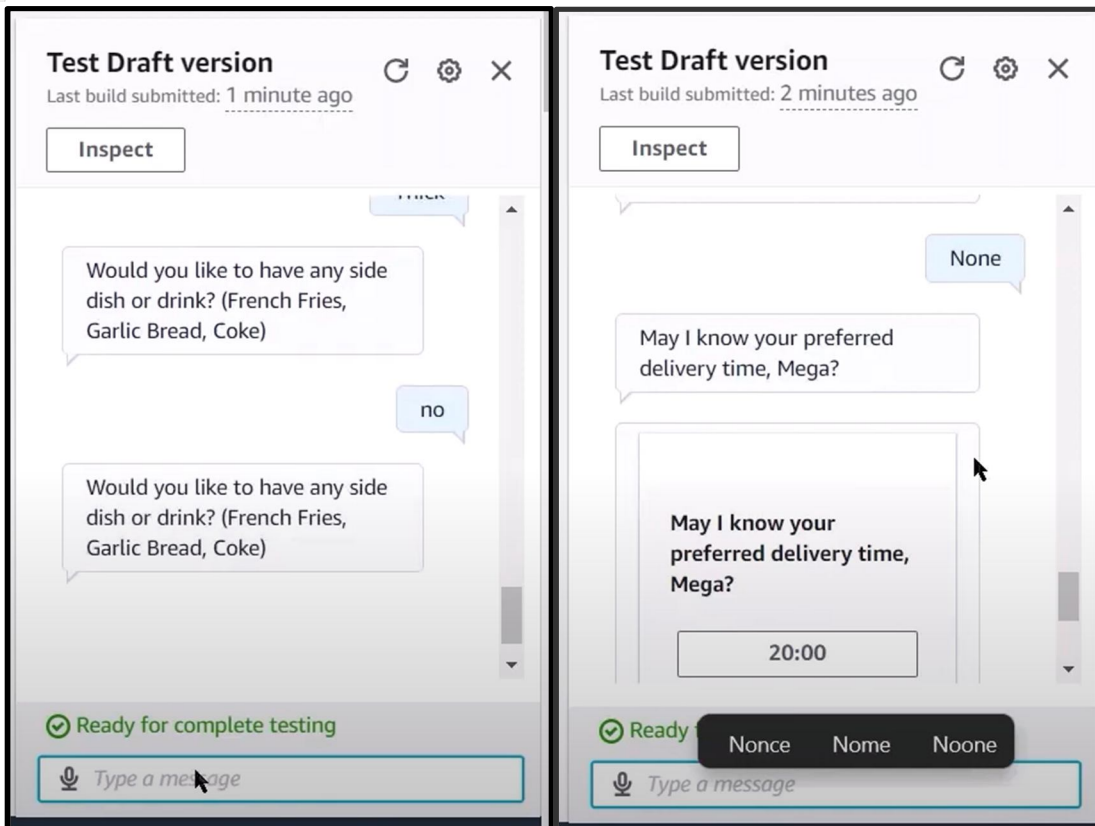 Test Draft version
Last build submitted: 1 minute ago
Inspect
Thick
Would you like to have any side
dish or drink? (French Fries,
Garlic Bread, Coke)
no
Would you like to have any side
dish or drink? (French Fries,
Garlic Bread, Coke)
Ready for complete testing
Type a message
Test Draft version
Last build submitted: 2 minutes ago
Inspect
None
May I know your preferred
delivery time, Mega?
May I know your
preferred delivery time,
Mega?
20:00
Ready
Nonce Nome Noone
Type a message